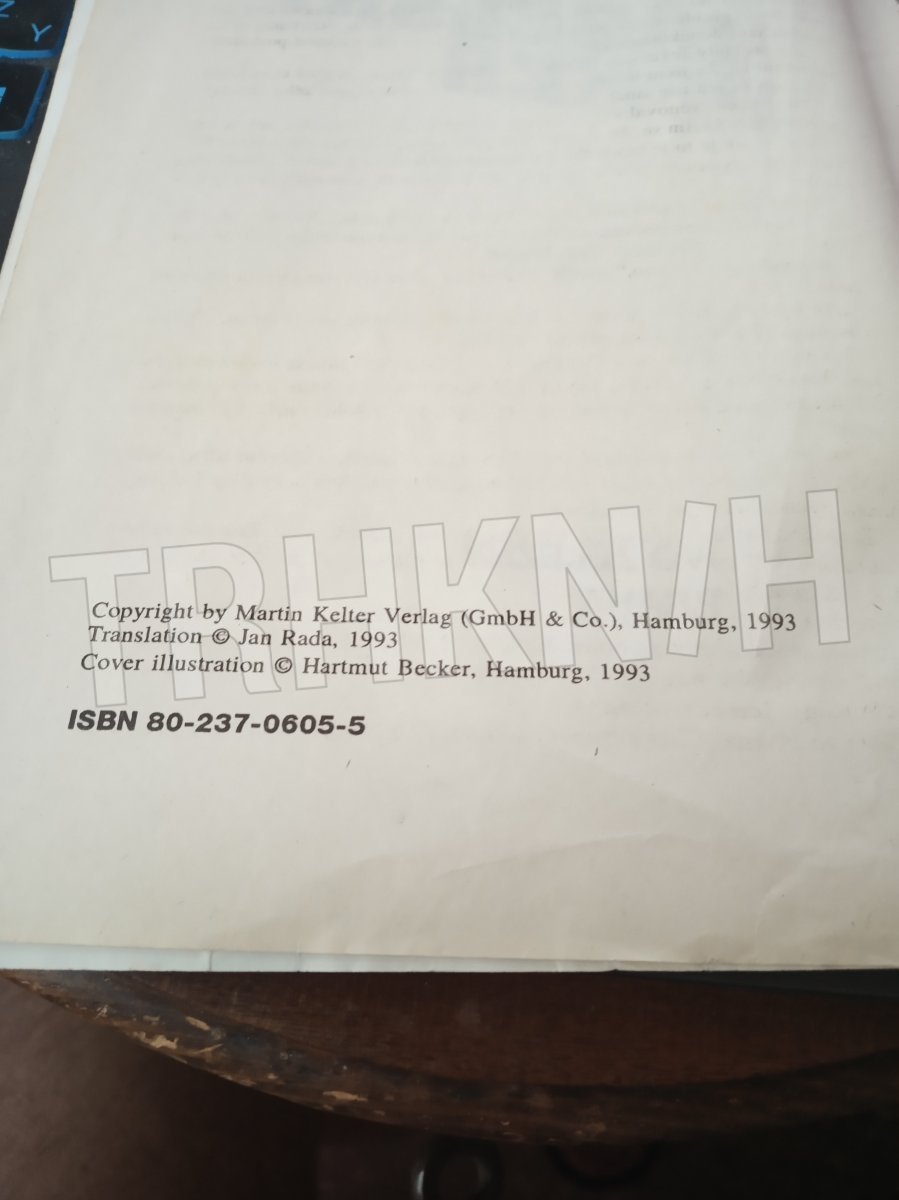 Z
Y
TRHKN/H
Copyright by Martin Kelter Verlag (GmbH & Co.), Hamburg, 1993
Translation © Jan Rada, 1993
Cover illustration © Hartmut Becker, Hamburg, 1993
ISBN 80-237-0605-5